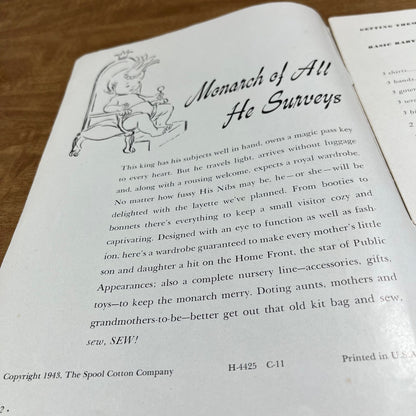 Monarch of All
He Surveys
This king has his subjects well in hand, owns a magic pass key
to every heart. But he travels light, arrives without luggage
and, along with a rousing welcome, expects a royal wardrobe.
No matter how fussy His Nibs may be, he—or she—will be
delighted with the layette we've planned. From booties to
bonnets there's everything to keep a small visitor cozy and
captivating. Designed with an eye to function as well as fash-
ion, here's a wardrobe guaranteed to make every mother's little
son and daughter a hit on the Home Front, the star of Public
Appearances; also a complete nursery line—accessories, gifts,
toys—to keep the monarch merry. Doting aunts, mothers and
grandmothers-to-be—better get out that old kit bag and sew,
sew, SEW!
Copyright 1943, The Spool Cotton Company
H-4425 C-11
Printed in U.S.A
2 •
BASIC
1 shirts